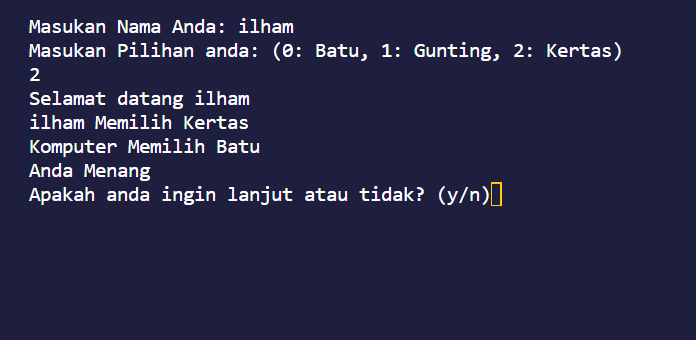 Masukan Nama Anda: ilham
Masukan Pilihan anda: (0: Batu, 1: Gunting, 2: Kertas)
2
Selamat datang ilham
ilham Memilih Kertas
Komputer Memilih Batu
Anda Menang
Apakah anda ingin lanjut atau tidak? (y/n)